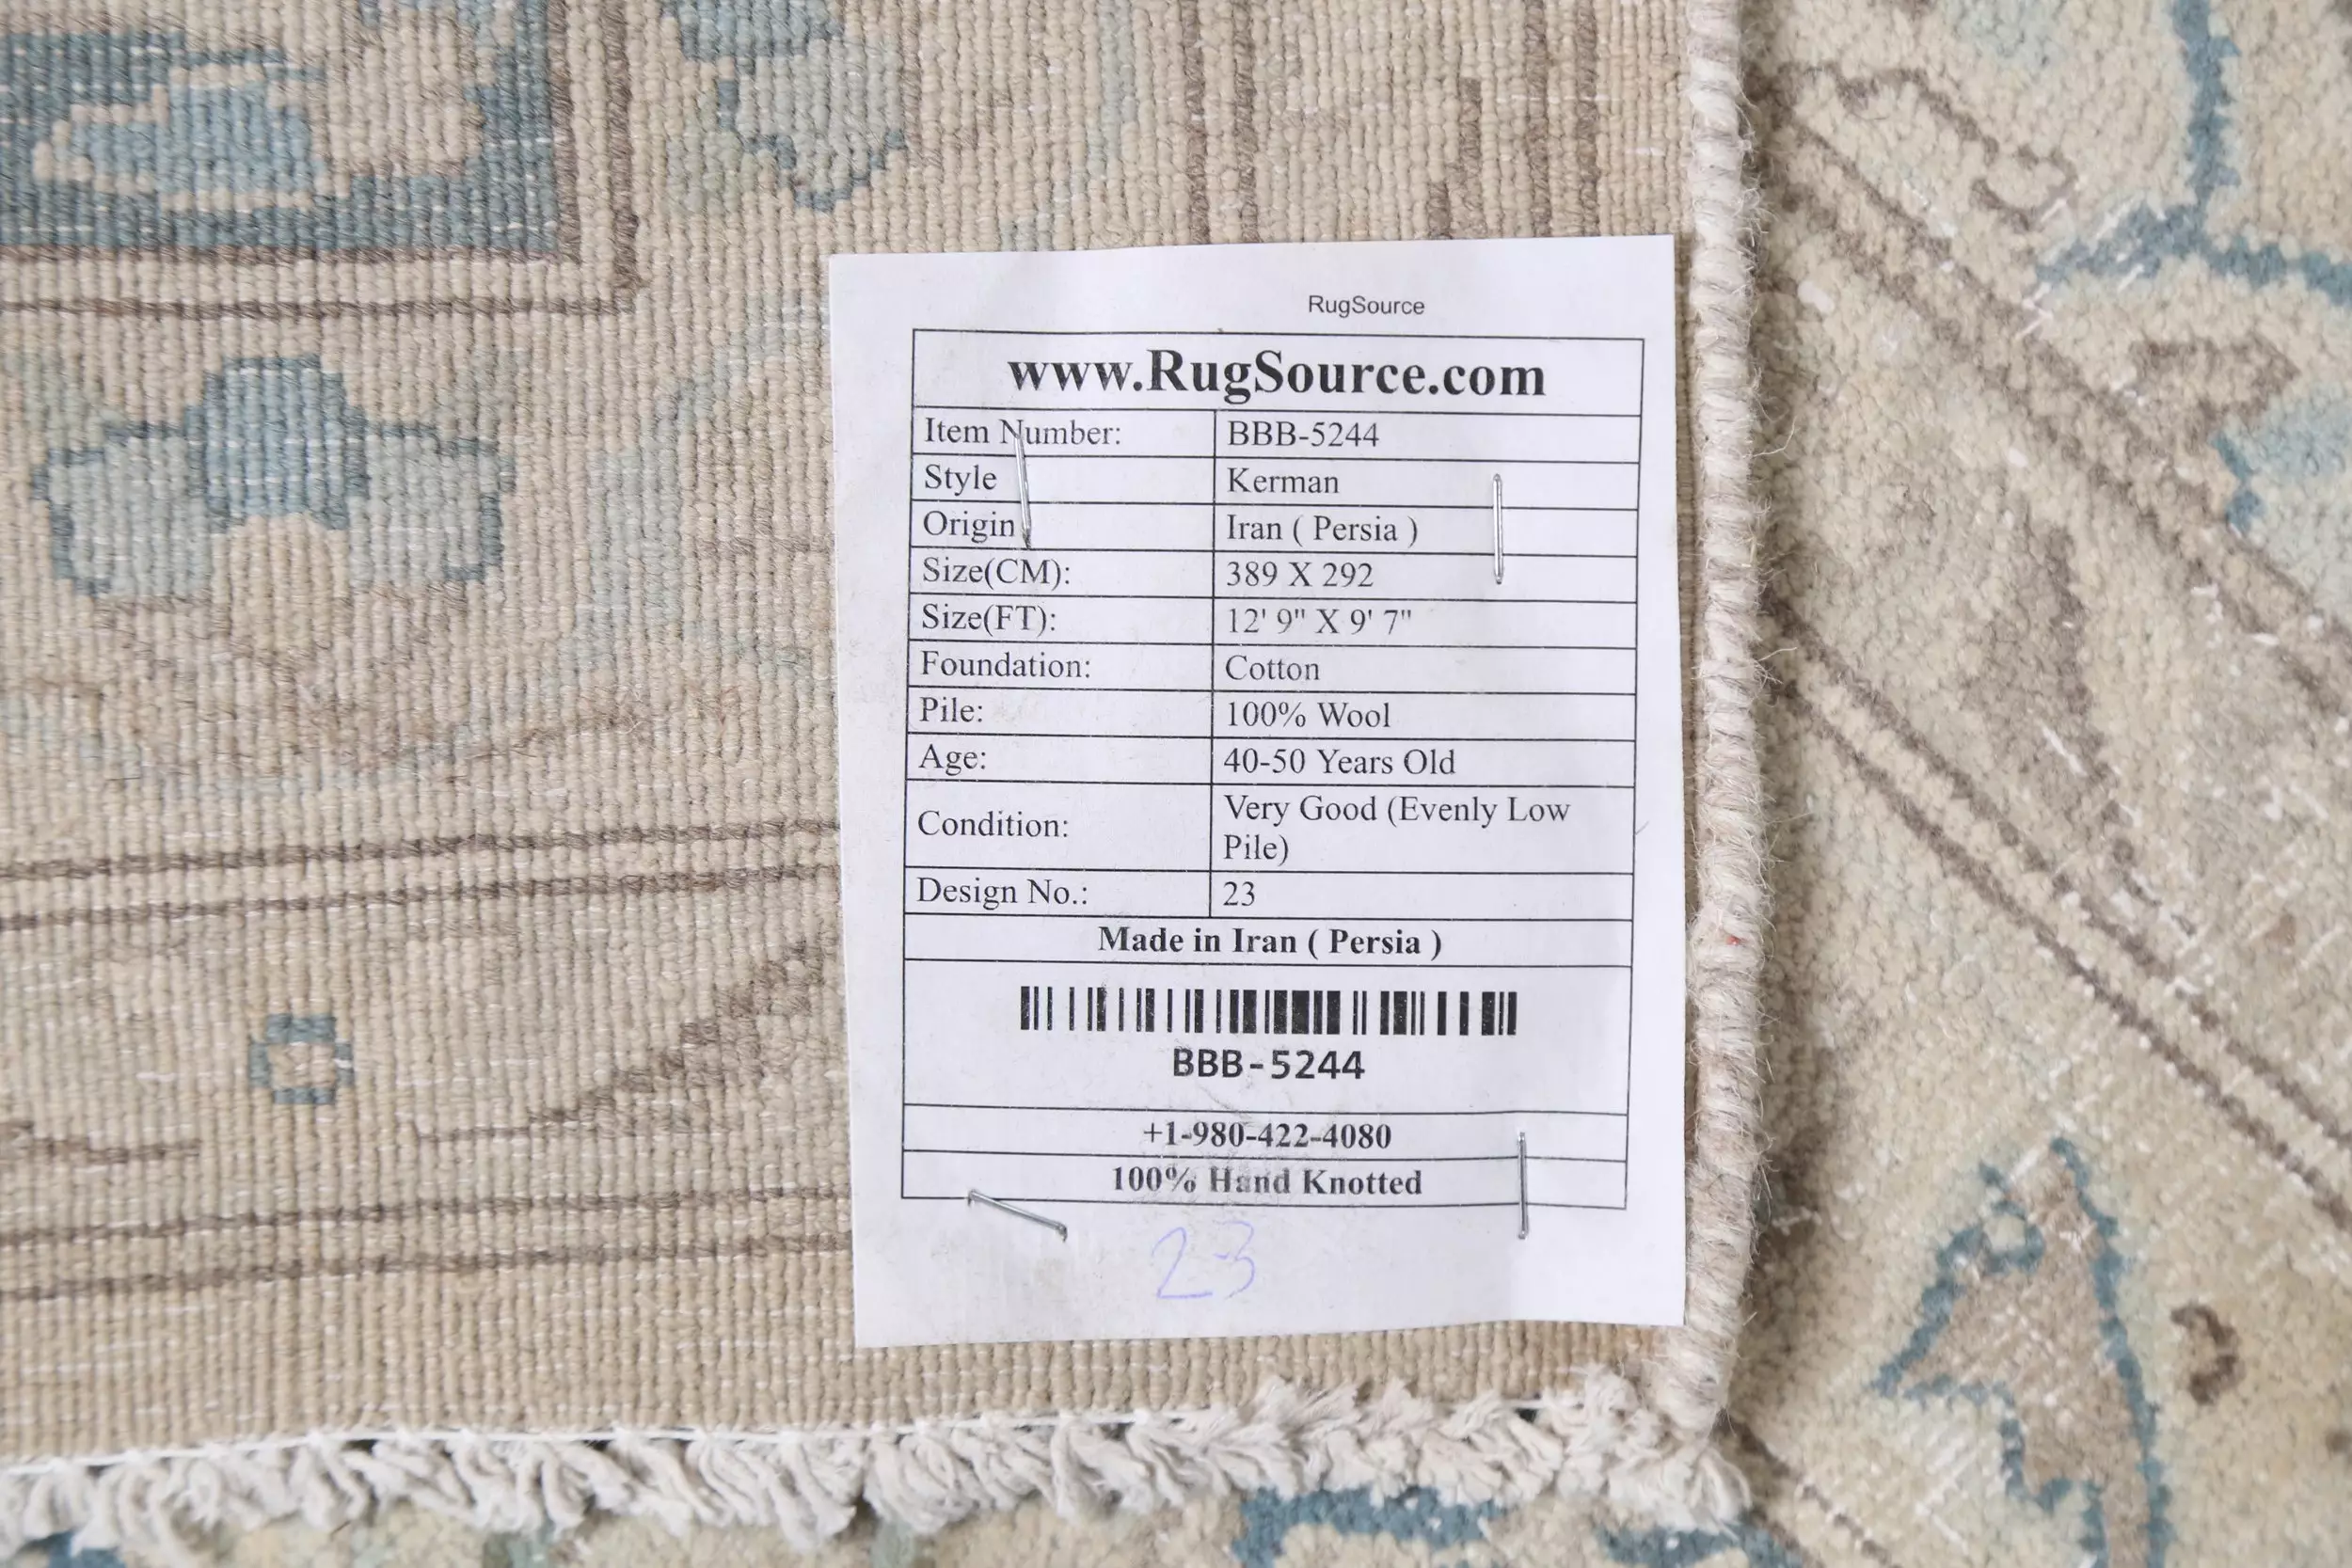 RugSource
www.RugSource.com
Item Number: BBB-5244
Style Kerman
Origin Iran ( Persia )
Size(CM): 389 X 292
Size(FT): 12' 9" X 9' 7"
Foundation: Cotton
Pile: 100% Wool
Age: 40-50 Years Old
Condition: Very Good (Evenly Low
Pile)
Design No.: 23
Made in Iran ( Persia )
BBB-5244
+1-980-422-4080
100% Hand Knotted
23